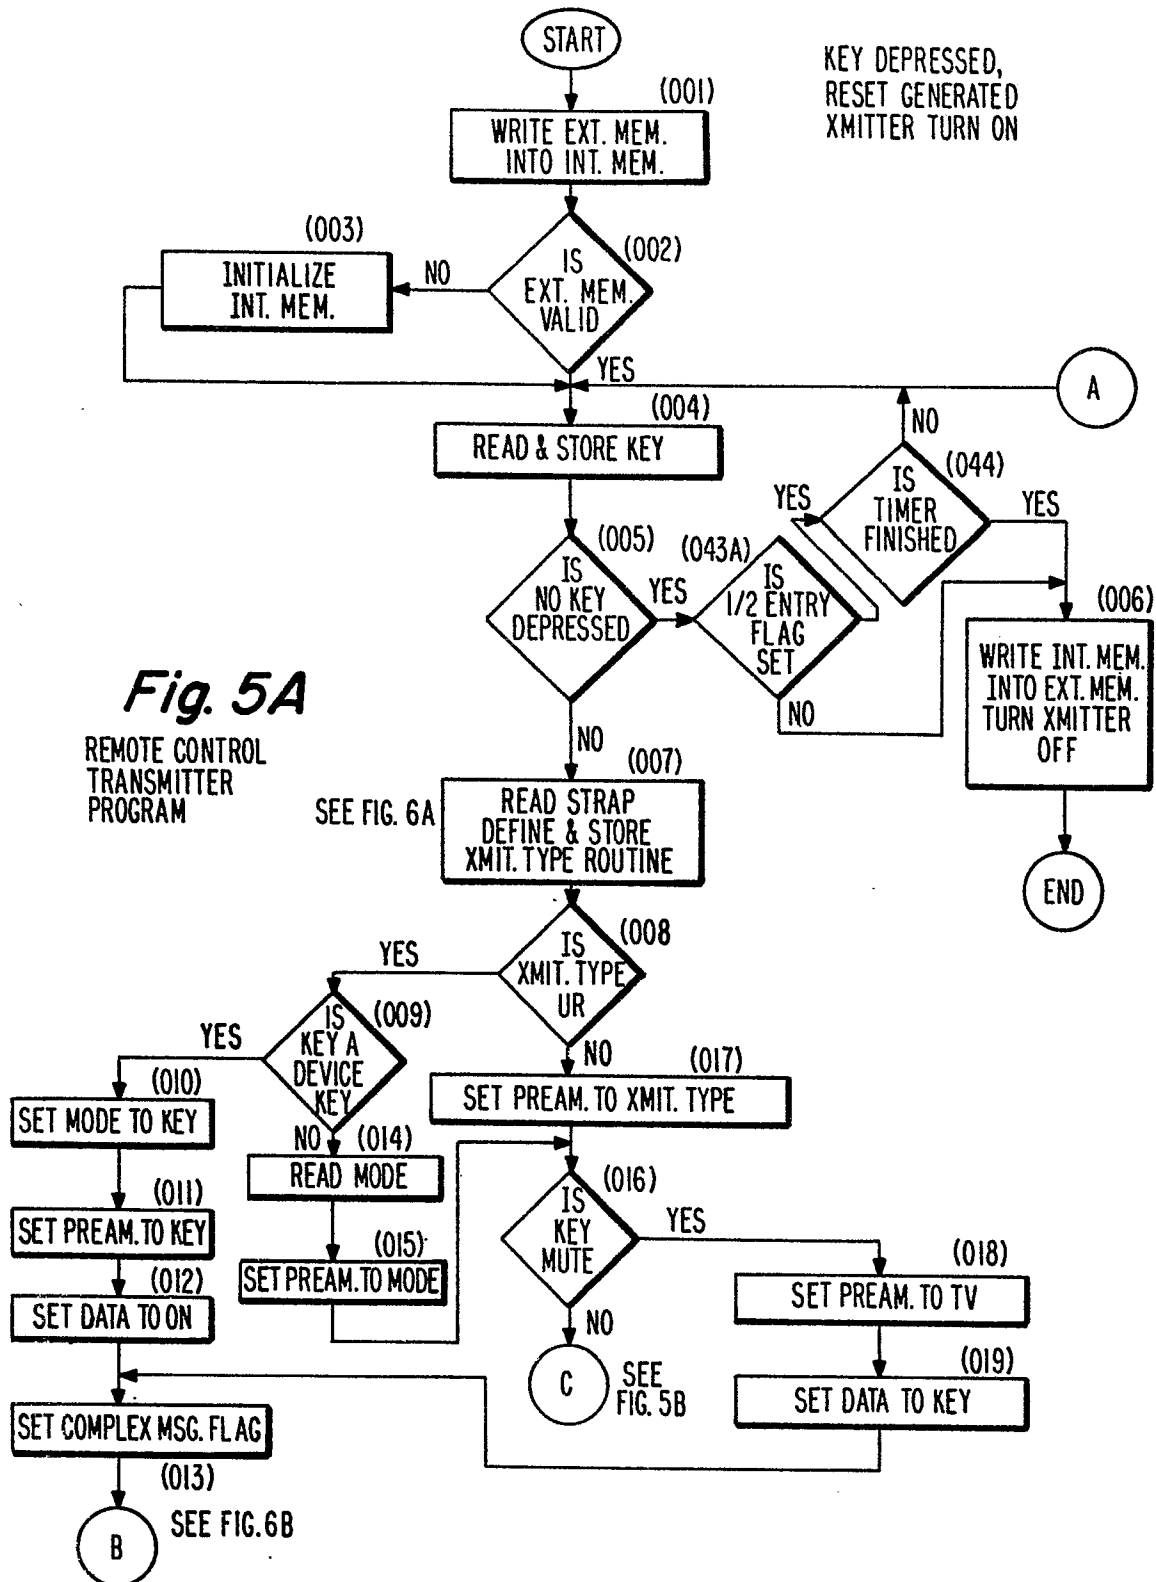 START
KEY DEPRESSED,
RESET GENERATED
XMITTER TURN ON
(001)
WRITE EXT. MEM.
INTO INT. MEM.
(002)
IS
EXT. MEM.
VALID
NO
(003)
INITIALIZE
INT. MEM.
YES
A
(004)
READ & STORE KEY
NO
(044)
IS
TIMER
FINISHED
YES
YES
(005)
IS
NO KEY
DEPRESSED
YES
(043A)
IS
1/2 ENTRY
FLAG
SET
NO
(006)
WRITE INT. MEM.
INTO EXT. MEM.
TURN XMITTER
OFF
END
Fig. 5A
REMOTE CONTROL
TRANSMITTER
PROGRAM
NO
(007)
SEE FIG. 6A
READ STRAP
DEFINE & STORE
XMIT. TYPE ROUTINE
(008
IS
XMIT. TYPE
UR
YES
NO
(009)
IS
KEY A
DEVICE
KEY
YES
NO
(010)
SET MODE TO KEY
(011)
SET PREAM. TO KEY
(012)
SET DATA TO ON
(014)
READ MODE
(015)
SET PREAM. TO MODE
(017)
SET PREAM. TO XMIT. TYPE
(016)
IS
KEY
MUTE
YES
NO
(018)
SET PREAM. TO TV
(019)
SET DATA TO KEY
C
SEE
FIG. 5B
SET COMPLEX MSG. FLAG
(013)
B
SEE FIG. 6B